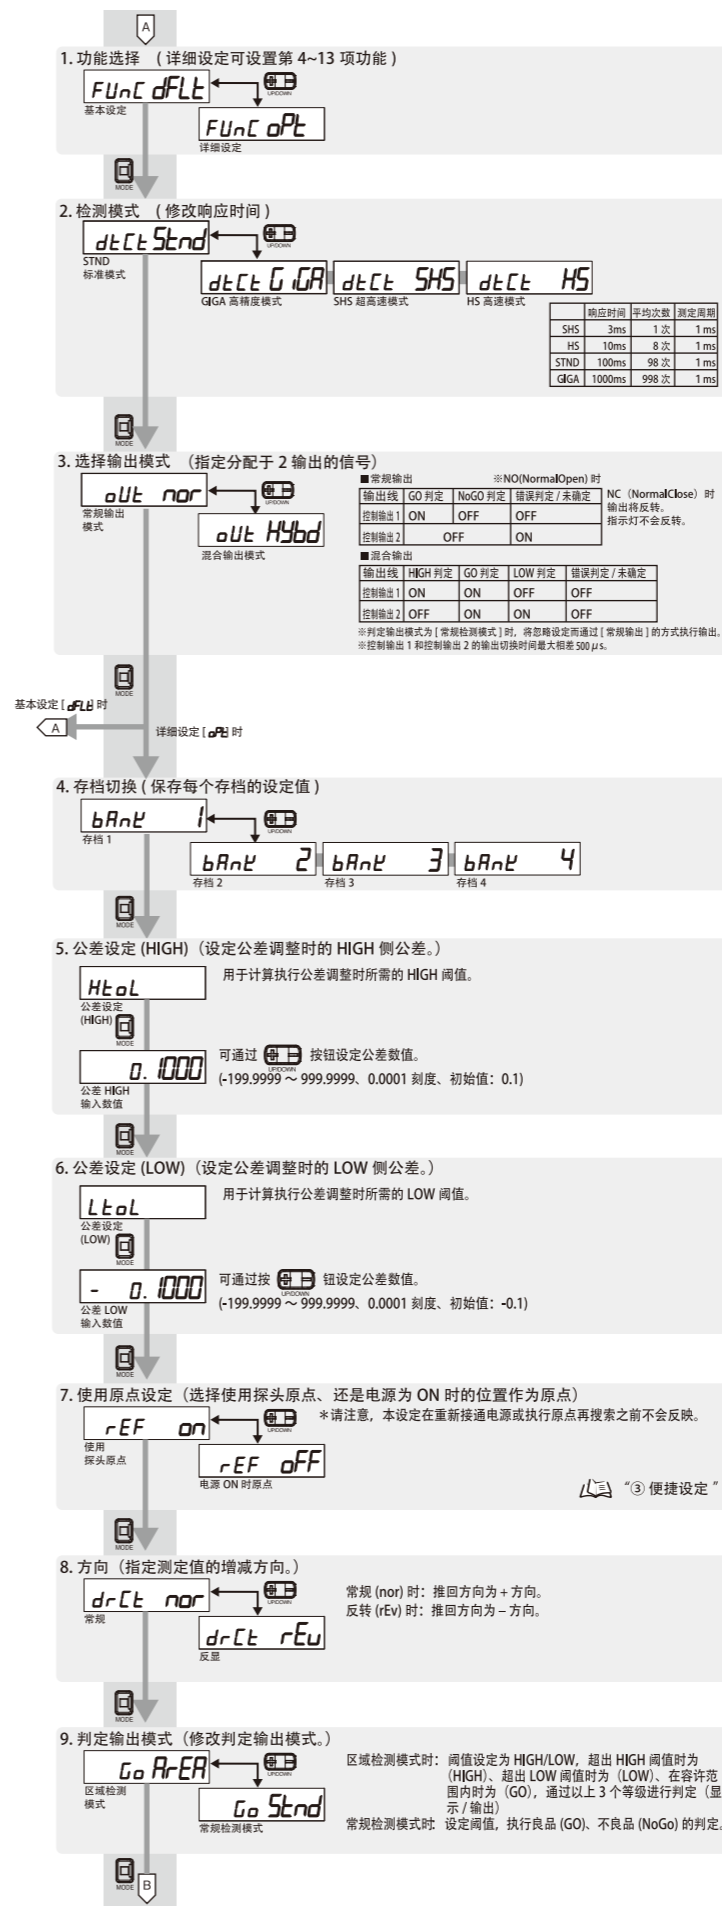 A
1. 功能选择 ( 详细设定可设置第 4~13 项功能 )
FUnC dFLt
UP/DOWN
基本设定
FUnC oPt
详细设定
MODE
2. 检测模式 ( 修改响应时间 )
dtCt Stnd
UP/DOWN
STND
标准模式
dtCt GiGA dtCt SHS dtCt HS
GIGA 高精度模式 SHS 超高速模式 HS 高速模式
响应时间 平均次数 测定周期
SHS 3ms 1 次 1 ms
HS 10ms 8 次 1 ms
STND 100ms 98 次 1 ms
GIGA 1000ms 998 次 1 ms
MODE
3. 选择输出模式 (指定分配于 2 输出的信号)
oUt nor
UP/DOWN
常规输出
模式
oUt HYbd
混合输出模式
■常规输出 ※NO(NormalOpen) 时
输出线 GO 判定 NoGO 判定 错误判定 / 未确定
控制输出 1 ON OFF OFF
控制输出 2 OFF ON
NC（NormalClose）时
输出将反转。
指示灯不会反转。
■混合输出
输出线 HIGH 判定 GO 判定 LOW 判定 错误判定 / 未确定
控制输出 1 ON ON OFF OFF
控制输出 2 OFF ON ON OFF
※判定输出模式为 [ 常规检测模式 ] 时，将忽略设定而通过 [ 常规输出 ] 的方式执行输出。
※控制输出 1 和控制输出 2 的输出切换时间最大相差 500 μs。
MODE
基本设定 [ dFLt ] 时
A
详细设定 [ oPt ] 时
4. 存档切换 ( 保存每个存档的设定值 )
bAnK 1
UP/DOWN
存档 1
bAnK 2 bAnK 3 bAnK 4
存档 2 存档 3 存档 4
MODE
5. 公差设定 (HIGH)（设定公差调整时的 HIGH 侧公差。）
HtoL
用于计算执行公差调整时所需的 HIGH 阈值。
公差设定
(HIGH)
MODE
0. 1000
可通过 按钮设定公差数值。
UP/DOWN
(-199.9999 ～ 999.9999、0.0001 刻度、初始值：0.1)
公差 HIGH
输入数值
MODE
6. 公差设定 (LOW)（设定公差调整时的 LOW 侧公差。）
LtoL
用于计算执行公差调整时所需的 LOW 阈值。
公差设定
(LOW)
MODE
- 0. 1000
可通过按 钮设定公差数值。
UP/DOWN
(-199.9999 ～ 999.9999、0.0001 刻度、初始值：-0.1)
公差 LOW
输入数值
MODE
7. 使用原点设定（选择使用探头原点、还是电源为 ON 时的位置作为原点）
rEF on
UP/DOWN
＊请注意，本设定在重新接通电源或执行原点再搜索之前不会反映。
使用
探头原点
rEF oFF
电源 ON 时原点
“③ 便捷设定 ”
MODE
8. 方向（指定测定值的增减方向。）
drCt nor
UP/DOWN
常规
drCt rEv
反显
常规 (nor) 时：推回方向为 + 方向。
反转 (rEv) 时：推回方向为 – 方向。
MODE
9. 判定输出模式（修改判定输出模式。）
Go ArEA
UP/DOWN
区域检测
模式
Go Stnd
常规检测模式
区域检测模式时：阈值设定为 HIGH/LOW，超出 HIGH 阈值时为
（HIGH）、超出 LOW 阈值时为（LOW）、在容许范
围内时为（GO），通过以上 3 个等级进行判定（显
示 / 输出）
常规检测模式时：设定阈值，执行良品 (GO)、不良品 (NoGo) 的判定。
MODE
B